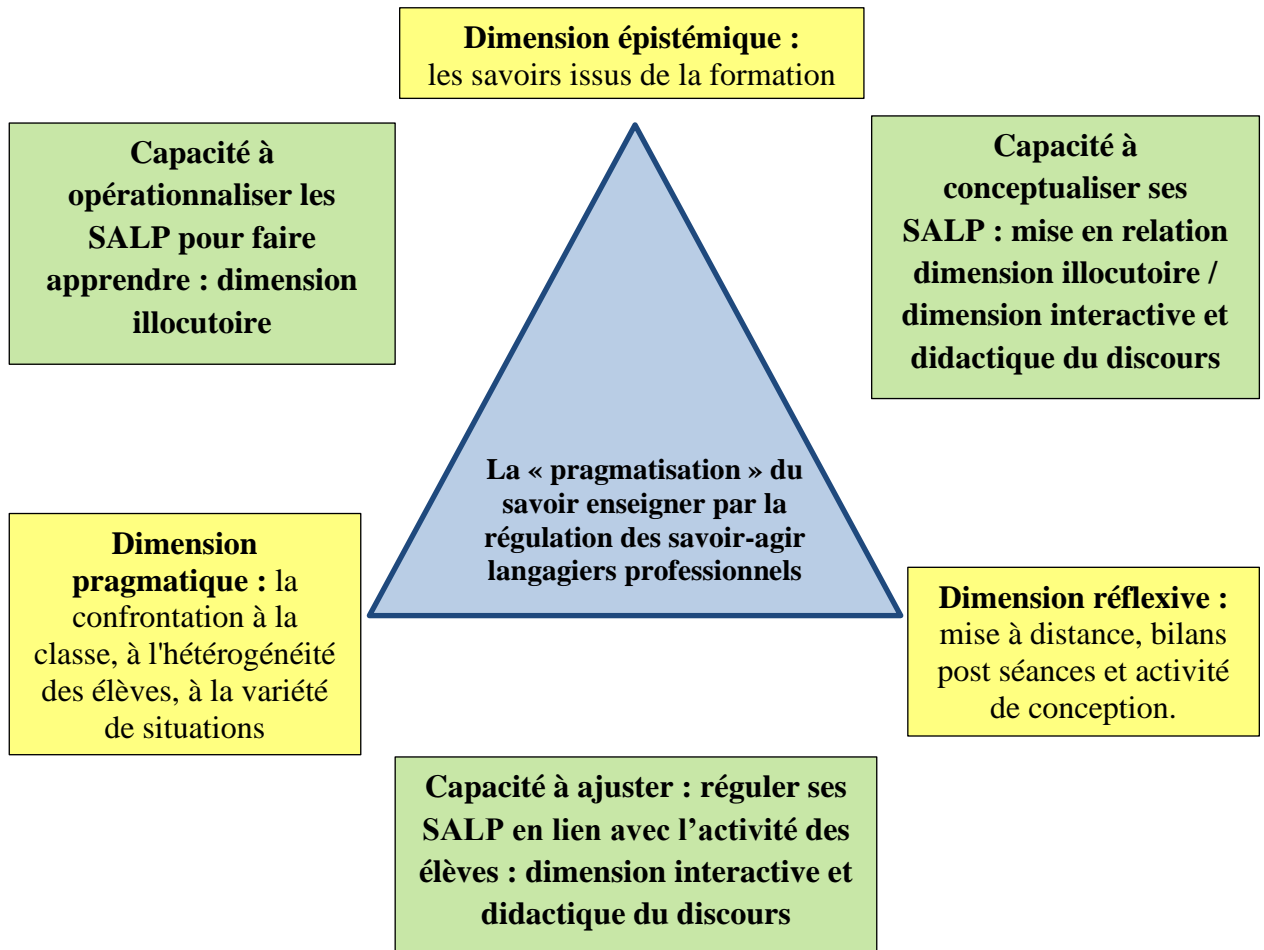 Dimension épistémique :
les savoirs issus de la formation
Capacité à
opérationnaliser les
SALP pour faire
apprendre : dimension
illocutoire
Capacité à
conceptualiser ses
SALP : mise en relation
dimension illocutoire /
dimension interactive et
didactique du discours
La « pragmatisation » du
savoir enseigner par la
régulation des savoir-agir
langagiers professionnels
Dimension
pragmatique : la
confrontation à la
classe, à l'hétérogénéité
des élèves, à la variété
de situations
Dimension réflexive :
mise à distance, bilans
post séances et activité
de conception.
Capacité à ajuster : réguler ses
SALP en lien avec l’activité des
élèves : dimension interactive et
didactique du discours